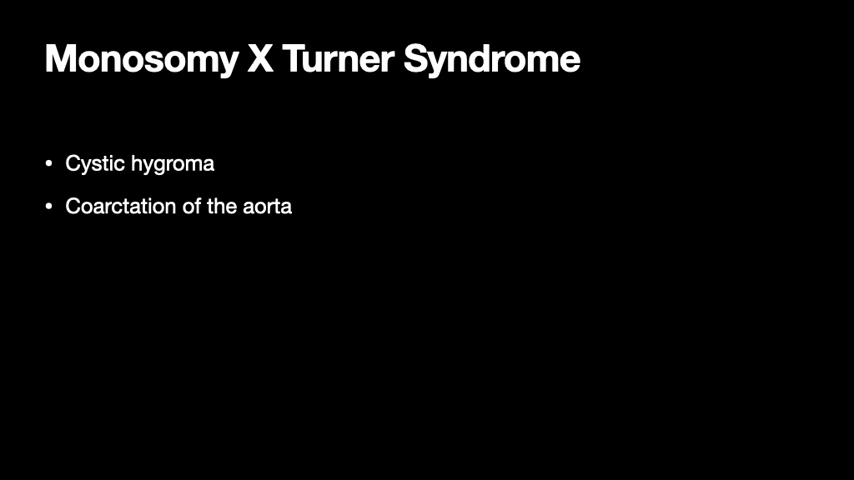 Monosomy X Turner Syndrome
• Cystic hygroma
• Coarctation of the aorta